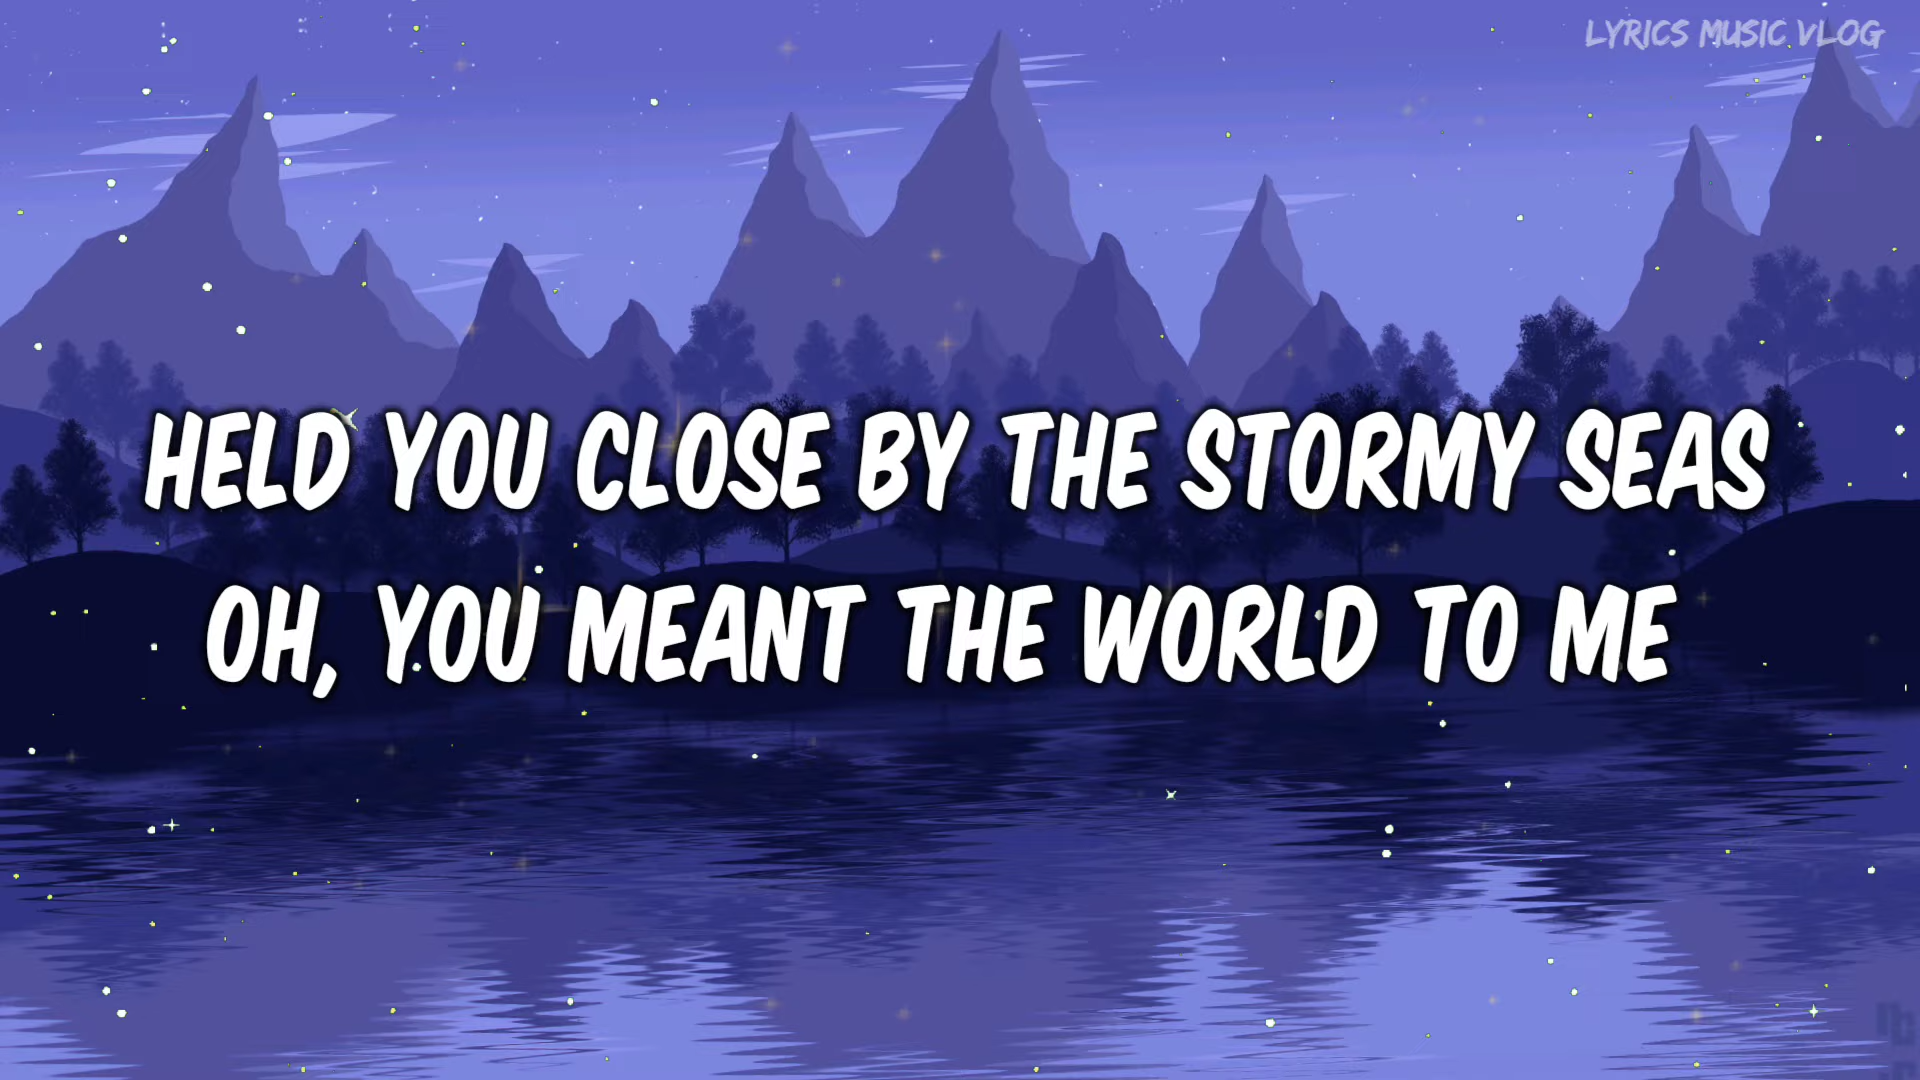 LYRICS MUSIC VLOG
HELD YOU CLOSE BY THE STORMY SEAS
OH, YOU MEANT THE WORLD TO ME